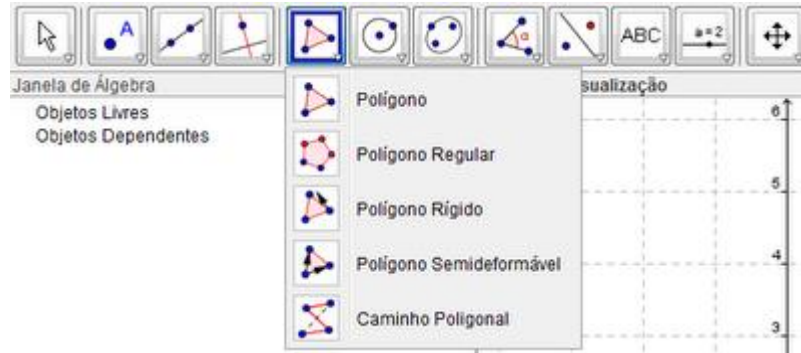 A
α
ABC
a=2
Janela de Álgebra
sualização
Objetos Livres
Objetos Dependentes
Polígono
Polígono Regular
Polígono Rígido
Polígono Semideformável
Caminho Poligonal
6
5
4
3